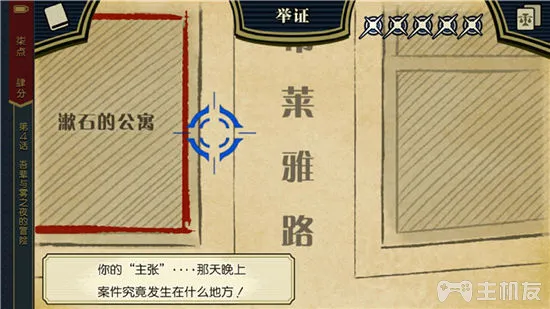 举证
柒点 肆分
第4话 吾辈与雾之夜的冒险
漱石的公寓
莱雅路
你的“主张”‥‥那天晚上
案件究竟发生在什么地方！
主机友